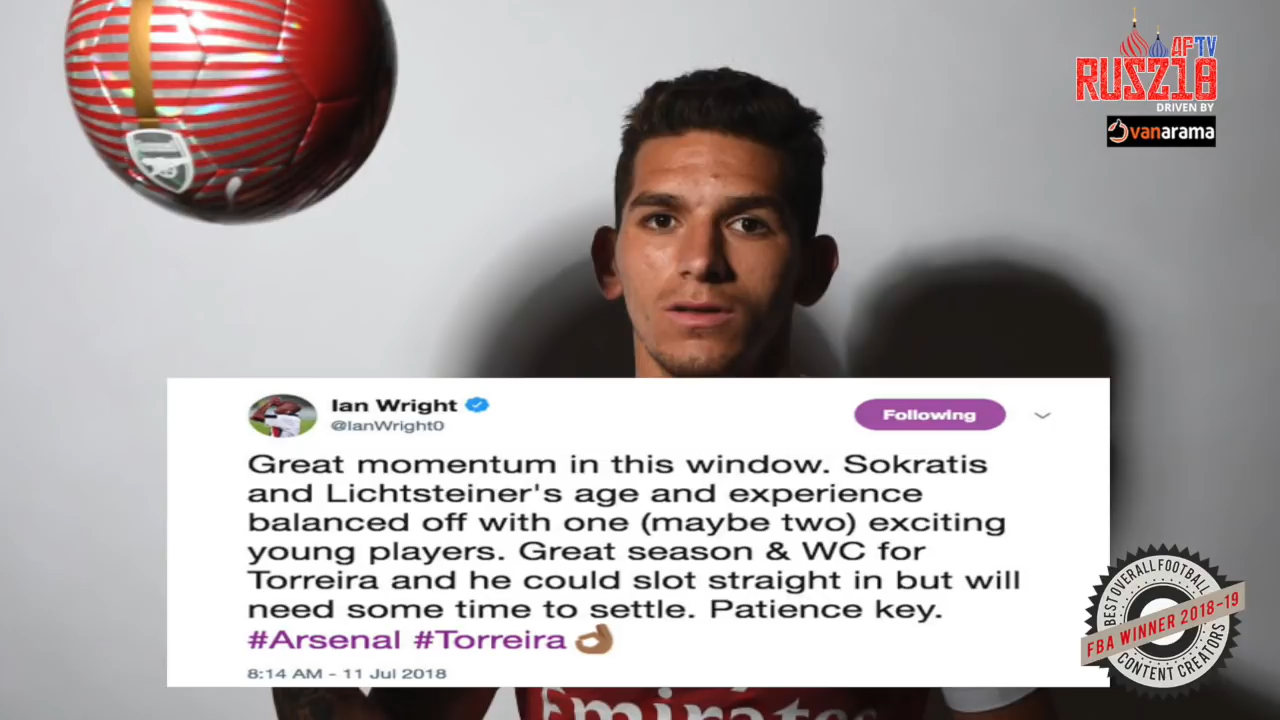 AFTV
RUSZ18
DRIVEN BY
vanarama
Ian Wright
@IanWright0
Following
Great momentum in this window. Sokratis
and Lichtsteiner's age and experience
balanced off with one (maybe two) exciting
young players. Great season & WC for
Torreira and he could slot straight in but will
need some time to settle. Patience key.
#Arsenal #Torreira
8:14 AM - 11 Jul 2018
BEST OVERALL FOOTBALL
FBA WINNER 2018-19
CONTENT CREATORS
Emirates